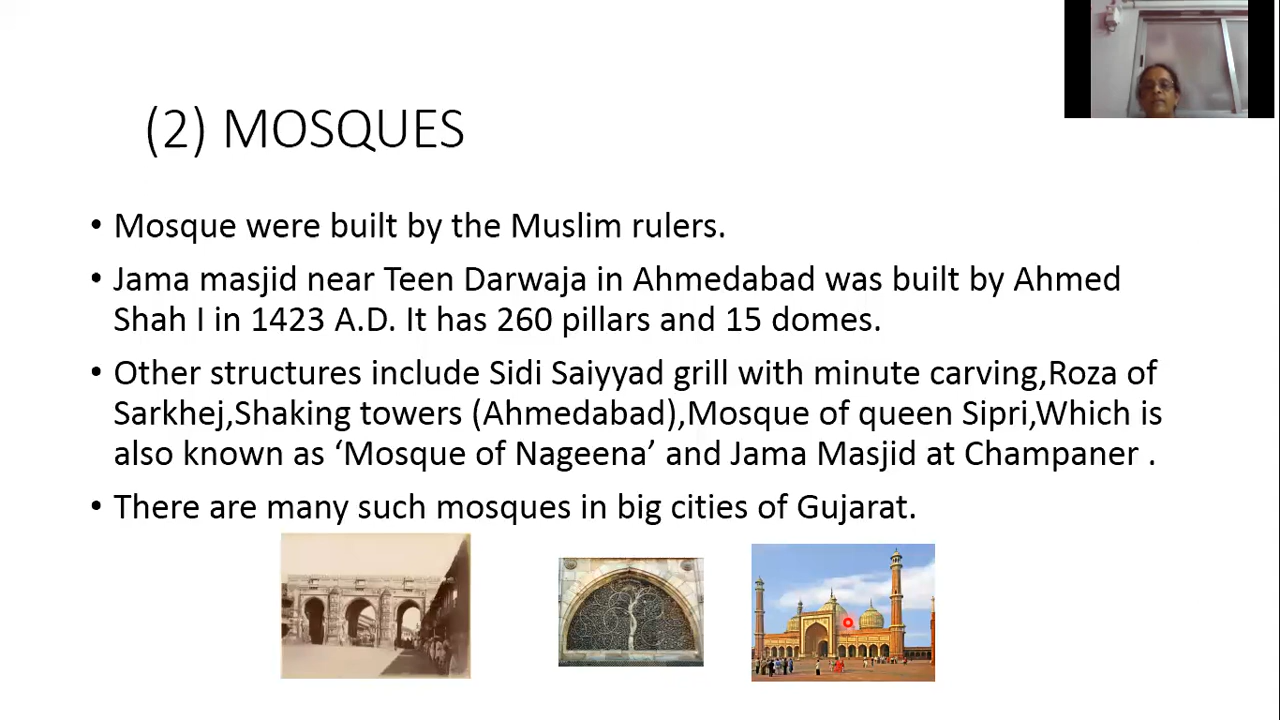 (2) MOSQUES
• Mosque were built by the Muslim rulers.
• Jama masjid near Teen Darwaja in Ahmedabad was built by Ahmed
Shah I in 1423 A.D. It has 260 pillars and 15 domes.
• Other structures include Sidi Saiyyad grill with minute carving,Roza of
Sarkhej,Shaking towers (Ahmedabad),Mosque of queen Sipri,Which is
also known as ‘Mosque of Nageena’ and Jama Masjid at Champaner .
• There are many such mosques in big cities of Gujarat.